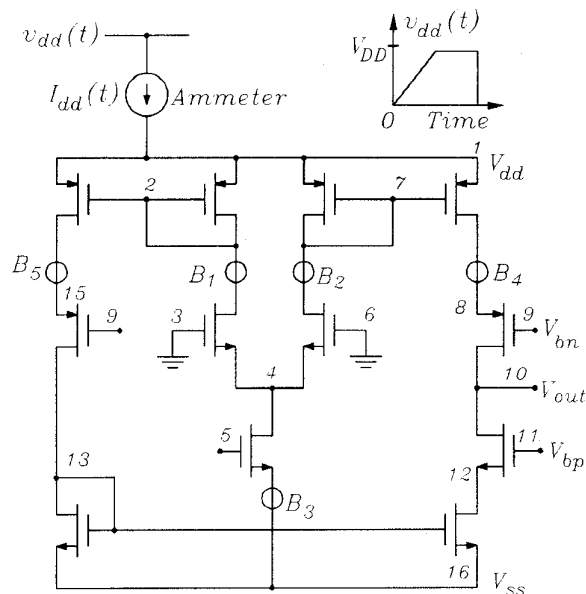 v_dd(t)
v_dd(t)
V_DD
I_dd(t) Ammeter
0 Time
1
V_dd
2
7
B_5
B_1
B_2
B_4
15
9
3
6
8
9
V_bn
4
10
V_out
5
11
V_bp
13
12
B_3
16
V_ss